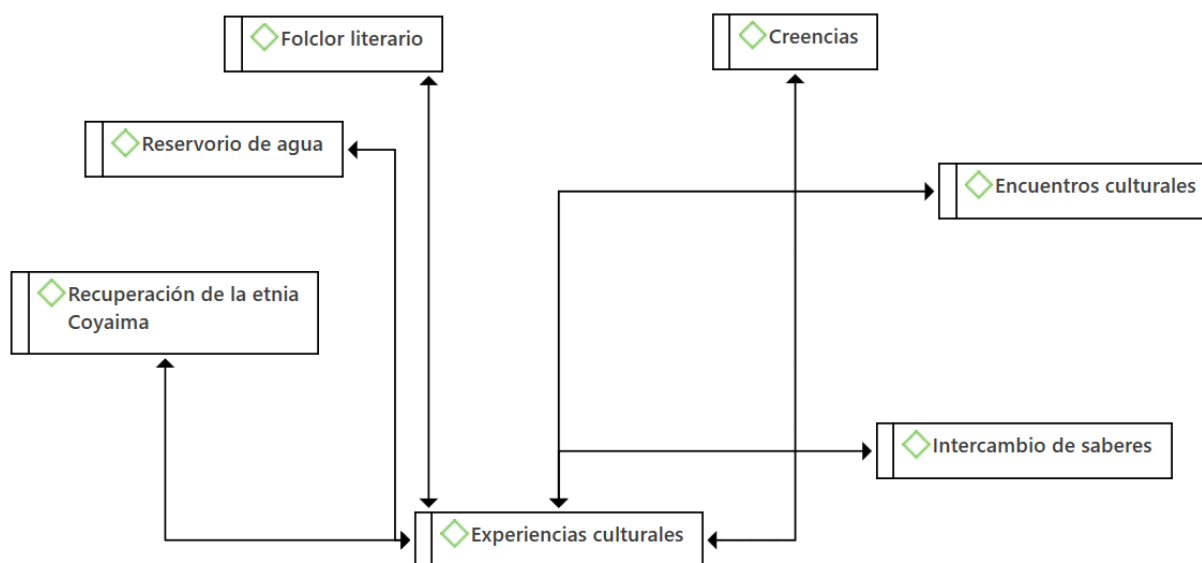 Folclor literario
Creencias
Reservorio de agua
Encuentros culturales
Recuperación de la etnia
Coyaima
Intercambio de saberes
Experiencias culturales